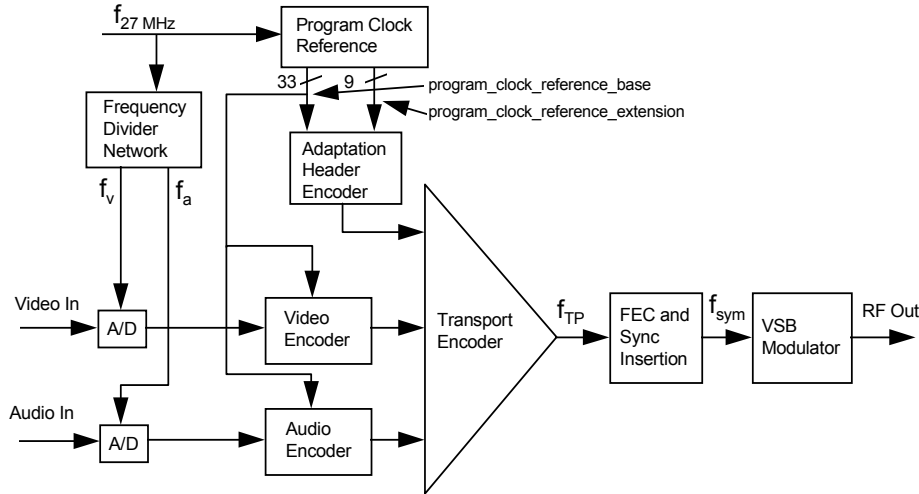 f27 MHz
Program Clock
Reference
33
9
program_clock_reference_base
program_clock_reference_extension
Frequency
Divider
Network
Adaptation
Header
Encoder
fv
fa
Video In
A/D
Video
Encoder
Transport
Encoder
fTP
FEC and
Sync
Insertion
fsym
VSB
Modulator
RF Out
Audio In
A/D
Audio
Encoder